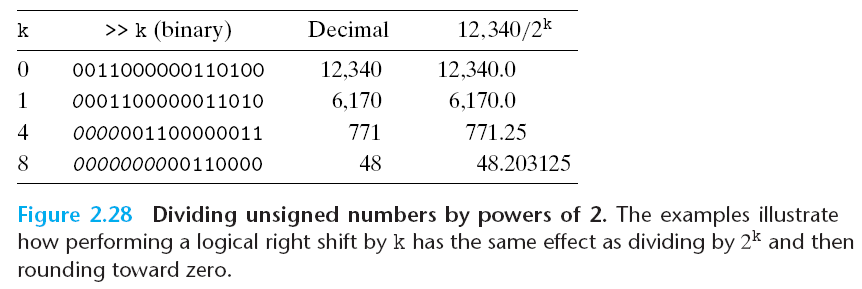 k >> k (binary) Decimal 12,340/2^k
0 0011000000110100 12,340 12,340.0
1 0001100000011010 6,170 6,170.0
4 0000001100000011 771 771.25
8 0000000000110000 48 48.203125
Figure 2.28 Dividing unsigned numbers by powers of 2. The examples illustrate
how performing a logical right shift by k has the same effect as dividing by 2^k and then
rounding toward zero.